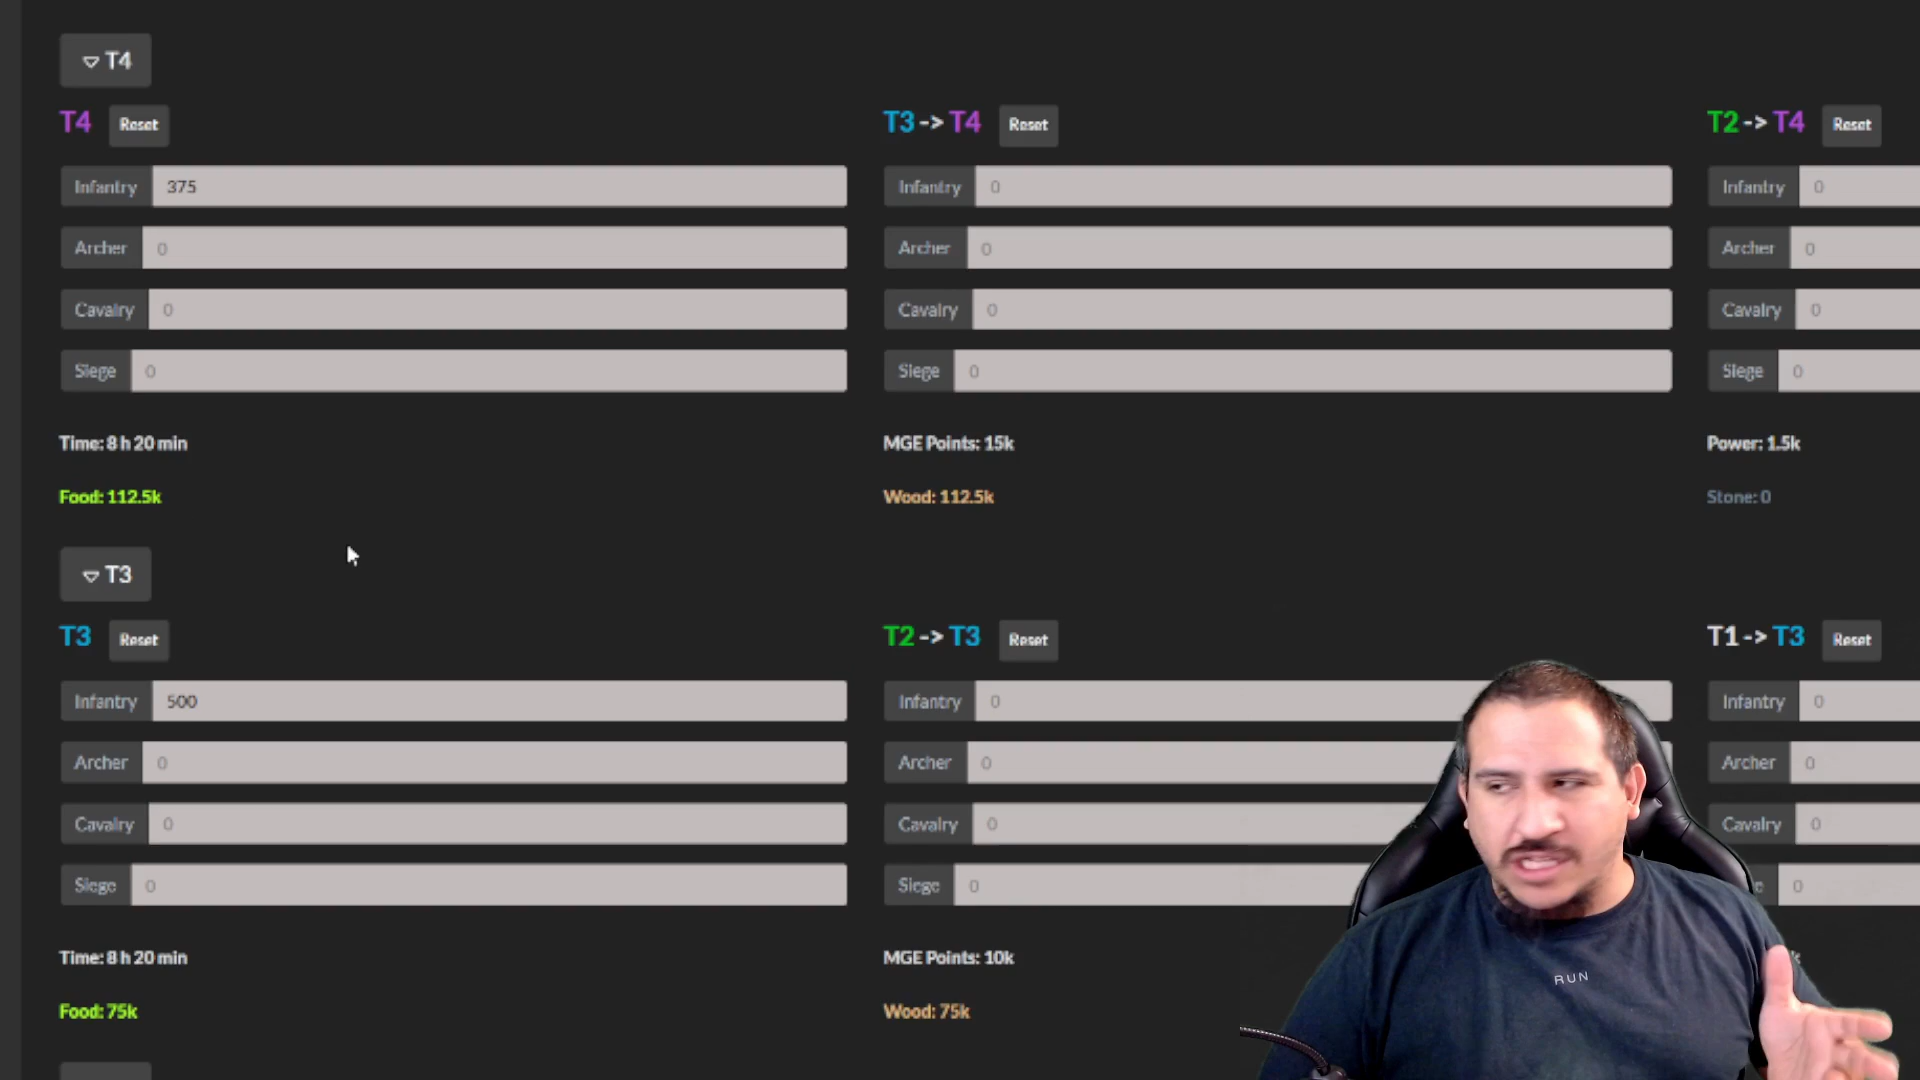 ▽ T4
T4 Reset T3 -> T4 Reset T2 -> T4 Reset
Infantry 375 Infantry 0 Infantry 0
Archer 0 Archer 0 Archer 0
Cavalry 0 Cavalry 0 Cavalry 0
Siege 0 Siege 0 Siege 0
Time: 8 h 20 min MGE Points: 15k Power: 1.5k
Food: 112.5k Wood: 112.5k Stone: 0
▽ T3
T3 Reset T2 -> T3 Reset T1 -> T3 Reset
Infantry 500 Infantry 0 Infantry 0
Archer 0 Archer 0 Archer 0
Cavalry 0 Cavalry 0 Cavalry 0
Siege 0 Siege 0 0
Time: 8 h 20 min MGE Points: 10k
Food: 75k Wood: 75k
RUN